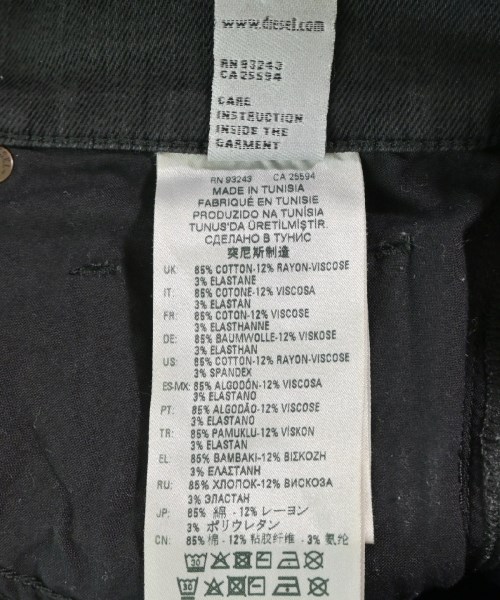 www.diesel.com
RN 93243
CA 25594
CARE
INSTRUCTION
INSIDE THE
GARMENT
RN 93243 CA 25594
MADE IN TUNISIA
FABRIQUÉ EN TUNISIE
PRODUZIDO NA TUNÍSIA
TUNUS'DA ÜRETİLMİŞTİR
СДЕЛАНО В ТУНИС
突尼斯制造
UK 85% COTTON-12% RAYON-VISCOSE
3% ELASTANE
IT: 85% COTONE-12% VISCOSA
3% ELASTAN
FR: 85% COTON-12% VISCOSE
3% ELASTHANNE
DE: 85% BAUMWOLLE-12% VISKOSE
3% ELASTHAN
US: 85% COTTON-12% RAYON-VISCOSE
3% SPANDEX
ES-MX: 85% ALGODÓN-12% VISCOSA
3% ELASTANO
PT: 85% ALGODÃO-12% VISCOSE
3% ELASTANO
TR: 85% PAMUKLU-12% VİSKON
3% ELASTAN
EL: 85% ΒΑΜΒΑΚΙ-12% ΒΙΣΚΟΖΗ
3% ΕΛΑΣΤΑΝΗ
RU: 85% ХЛОПОК-12% ВИСКОЗА
3% ЭЛАСТАН
JP: 85% 綿 -12% レーヨン
3% ポリウレタン
CN: 85% 棉 -12% 粘胶纤维 -3% 氨纶
30
30